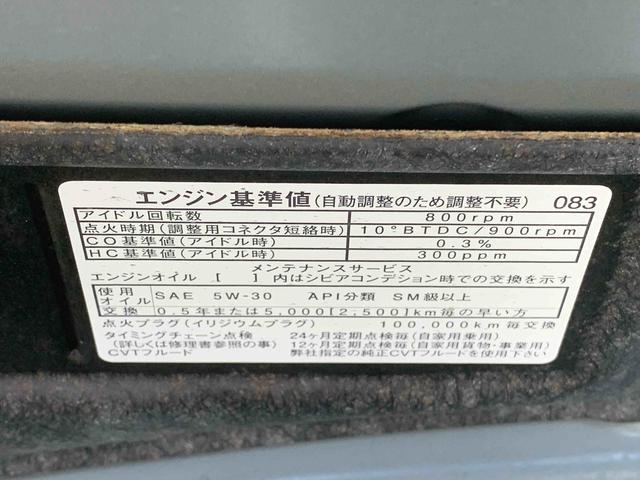 エンジン基準値(自動調整のため調整不要) 083
アイドル回転数 800rpm
点火時期(調整用コネクタ短絡時) 10°BTDC/900rpm
CO基準値(アイドル時) 0.3%
HC基準値(アイドル時) 300ppm
メンテナンスサービス
エンジンオイル [ ]内はシビアコンデション時での交換を示す
使用オイル SAE 5W-30 API分類 SM級以上
交換 0.5年または5,000[2,500]km毎の早い方
点火プラグ(イリジウムプラグ) 100,000km毎交換
タイミングチェーン点検 24ヶ月定期点検毎(自家用乗用)
(詳しくは修理書参照の事) 12ヶ月定期点検毎(自家用貨物・事業用)
CVTフルード 弊社指定の純正CVTフルードを使用下さい